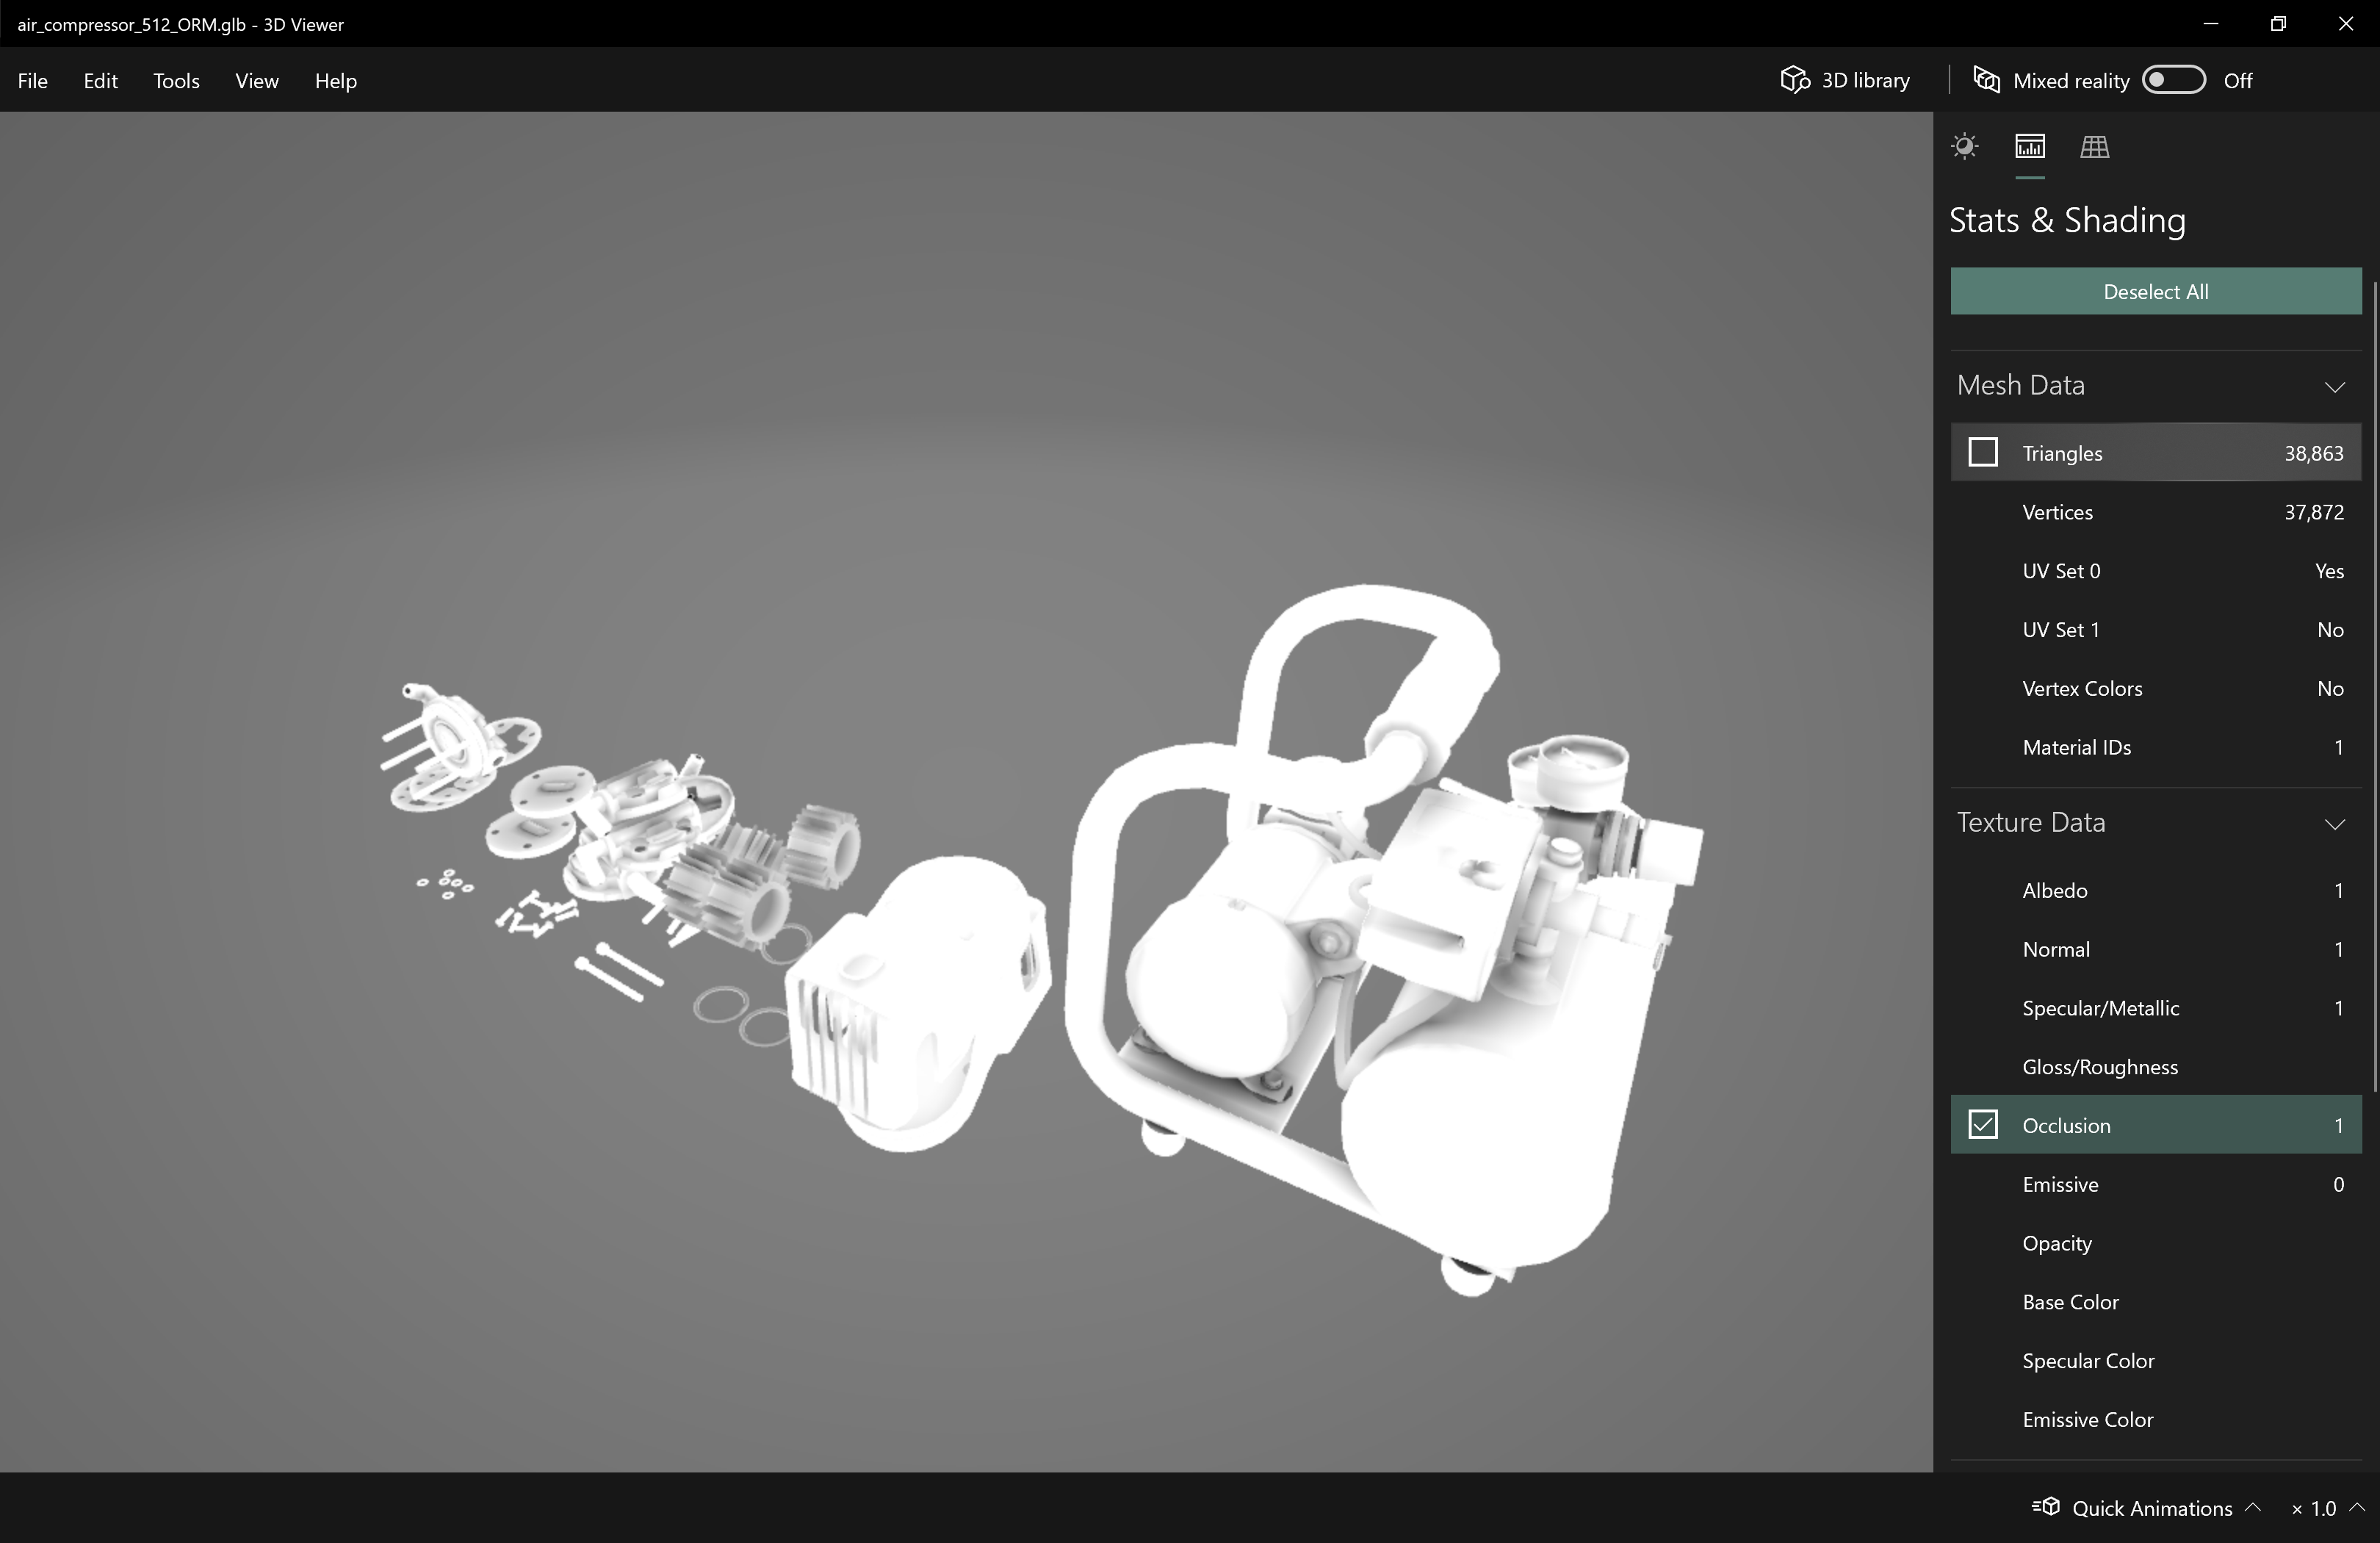 air_compressor_512_ORM.glb - 3D Viewer
File Edit Tools View Help 3D library Mixed reality Off
Stats & Shading
Deselect All
Mesh Data
Triangles 38,863
Vertices 37,872
UV Set 0 Yes
UV Set 1 No
Vertex Colors No
Material IDs 1
Texture Data
Albedo 1
Normal 1
Specular/Metallic 1
Gloss/Roughness
Occlusion 1
Emissive 0
Opacity
Base Color
Specular Color
Emissive Color
Quick Animations × 1.0